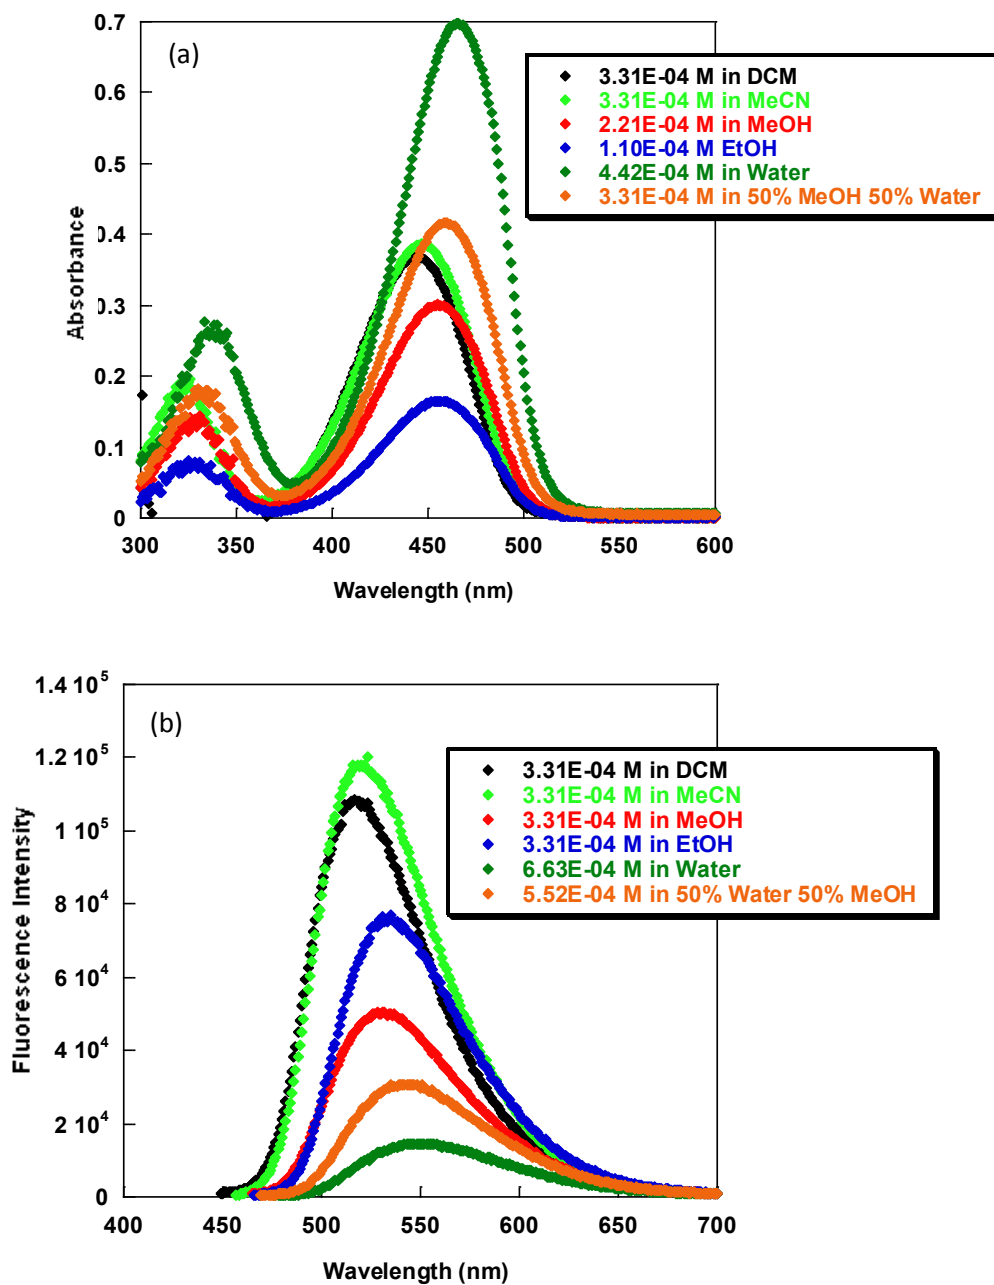 0.7
(a)
3.31E-04 M in DCM
3.31E-04 M in MeCN
2.21E-04 M in MeOH
1.10E-04 M EtOH
4.42E-04 M in Water
3.31E-04 M in 50% MeOH 50% Water
0.6
0.5
0.4
0.3
0.2
0.1
0
Absorbance
300 350 400 450 500 550 600
Wavelength (nm)
1.4 10^5
(b)
1.2 10^5
3.31E-04 M in DCM
3.31E-04 M in MeCN
3.31E-04 M in MeOH
3.31E-04 M in EtOH
6.63E-04 M in Water
5.52E-04 M in 50% Water 50% MeOH
1 10^5
8 10^4
6 10^4
4 10^4
2 10^4
0
Fluorescence Intensity
400 450 500 550 600 650 700
Wavelength (nm)